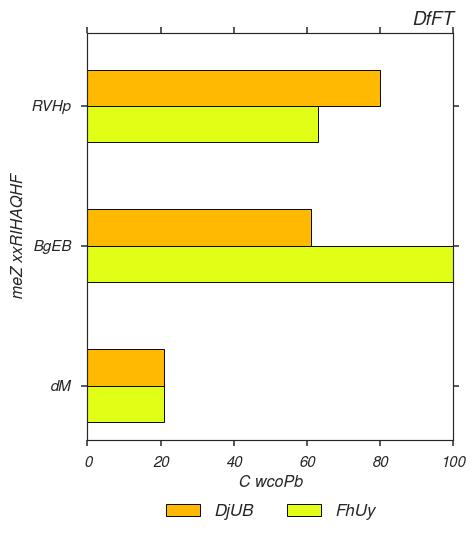 DfFT
RVHp
BgEB
dM
meZ xxRIHAQHF
0 20 40 60 80 100
C wcoPb
DjUB FhUy